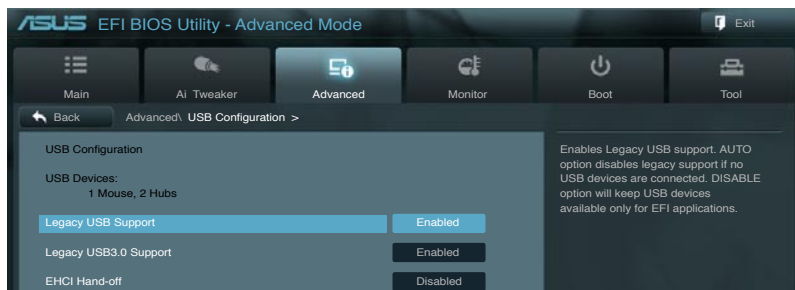 ASUS EFI BIOS Utility - Advanced Mode
Exit
Main
Ai Tweaker
Advanced
Monitor
Boot
Tool
Back
Advanced\ USB Configuration >
USB Configuration
USB Devices:
1 Mouse, 2 Hubs
Legacy USB Support Enabled
Legacy USB3.0 Support Enabled
EHCI Hand-off Disabled
Enables Legacy USB support. AUTO
option disables legacy support if no
USB devices are connected. DISABLE
option will keep USB devices
available only for EFI applications.